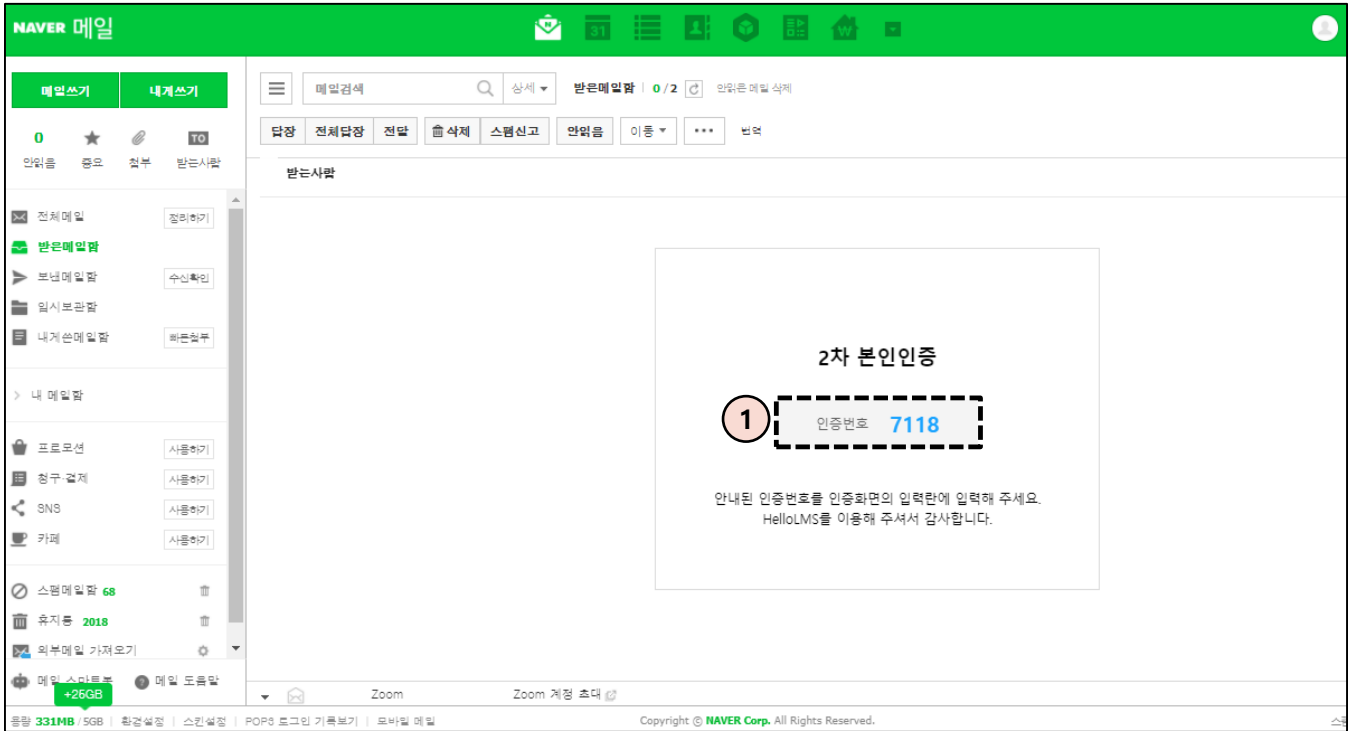 NAVER 메일
31
W
메일쓰기 내게쓰기
메일검색 상세 받은메일함 0/2 안읽은 메일 삭제
답장 전체답장 전달 삭제 스팸신고 안읽음 이동 ••• 번역
0 TO
안읽음 중요 첨부 받는사람
받는사람
전체메일 정리하기
받은메일함
보낸메일함 수신확인
임시보관함
내게쓴메일함 빠른첨부
내 메일함
프로모션 사용하기
청구·결제 사용하기
SNS 사용하기
카페 사용하기
스팸메일함 68
휴지통 2018
외부메일 가져오기
메일 스마트봇 메일 도움말
+26GB
2차 본인인증
1 인증번호 7118
안내된 인증번호를 인증화면의 입력란에 입력해 주세요.
HelloLMS를 이용해 주셔서 감사합니다.
Zoom Zoom 계정 초대
용량 331MB/5GB 환경설정 스킨설정 POP3 로그인 기록보기 모바일 메일 Copyright © NAVER Corp. All Rights Reserved.